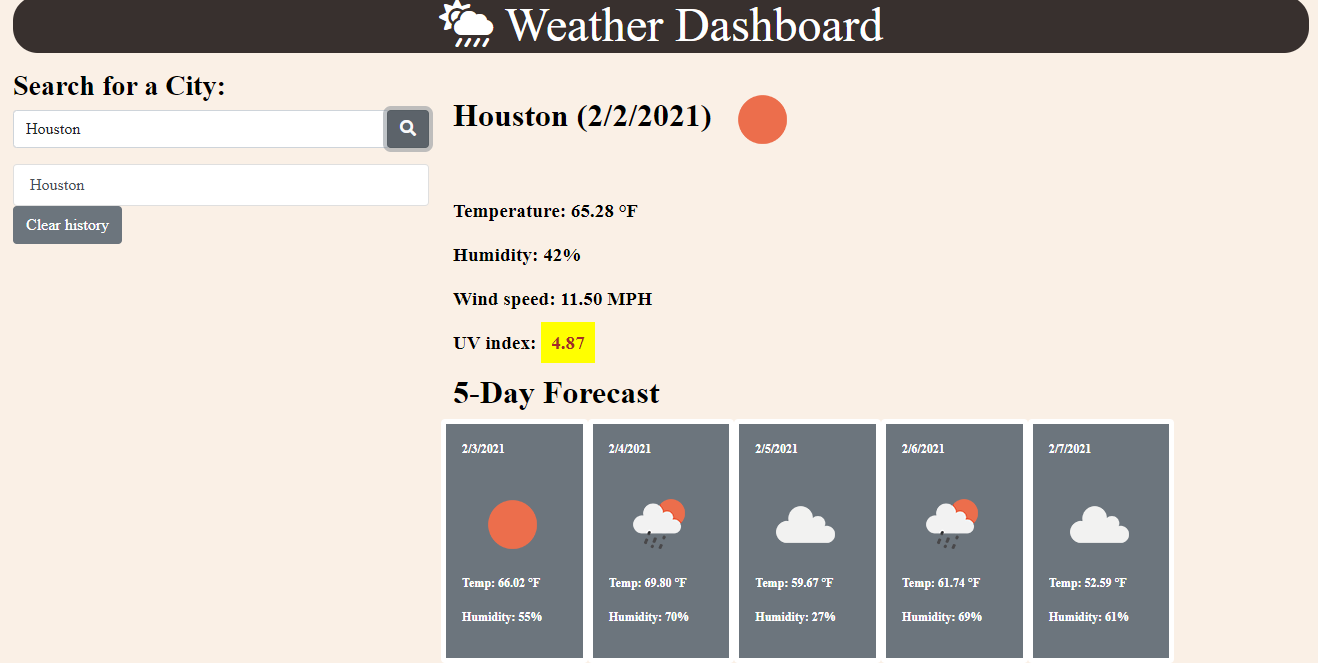 Weather Dashboard
Search for a City:
Houston
Houston
Clear history
Houston (2/2/2021)
Temperature: 65.28 °F
Humidity: 42%
Wind speed: 11.50 MPH
UV index: 4.87
5-Day Forecast
2/3/2021
Temp: 66.02 °F
Humidity: 55%
2/4/2021
Temp: 69.80 °F
Humidity: 70%
2/5/2021
Temp: 59.67 °F
Humidity: 27%
2/6/2021
Temp: 61.74 °F
Humidity: 69%
2/7/2021
Temp: 52.59 °F
Humidity: 61%